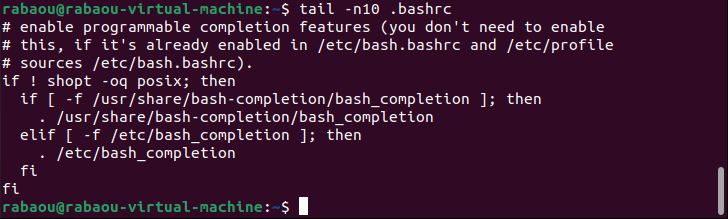 rabaou@rabaou-virtual-machine:~$ tail -n10 .bashrc
# enable programmable completion features (you don't need to enable
# this, if it's already enabled in /etc/bash.bashrc and /etc/profile
# sources /etc/bash.bashrc).
if ! shopt -oq posix; then
  if [ -f /usr/share/bash-completion/bash_completion ]; then
    . /usr/share/bash-completion/bash_completion
  elif [ -f /etc/bash_completion ]; then
    . /etc/bash_completion
  fi
fi
rabaou@rabaou-virtual-machine:~$